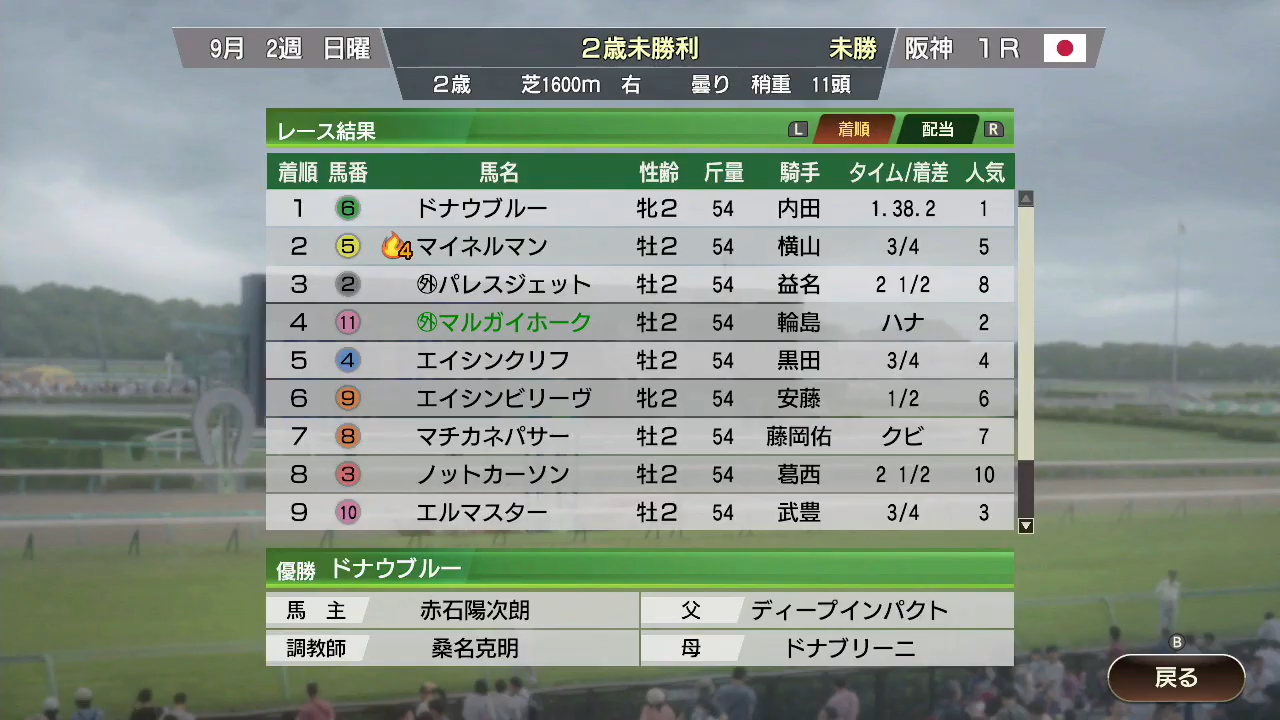 9月 2週 日曜 2歳未勝利 未勝 阪神 1R
2歳 芝1600m 右 曇り 稍重 11頭
レース結果 L 着順 配当 R
着順 馬番 馬名 性齢 斤量 騎手 タイム/着差 人気
1 6 ドナウブルー 牝2 54 内田 1.38.2 1
2 5 4 マイネルマン 牡2 54 横山 3/4 5
3 2 外パレスジェット 牡2 54 益名 2 1/2 8
4 11 外マルガイホーク 牡2 54 輪島 ハナ 2
5 4 エイシンクリフ 牡2 54 黒田 3/4 4
6 9 エイシンビリーヴ 牝2 54 安藤 1/2 6
7 8 マチカネパサー 牡2 54 藤岡佑 クビ 7
8 3 ノットカーソン 牡2 54 葛西 2 1/2 10
9 10 エルマスター 牡2 54 武豊 3/4 3
優勝 ドナウブルー
馬主 赤石陽次朗 父 ディープインパクト
調教師 桑名克明 母 ドナブリーニ
B
戻る